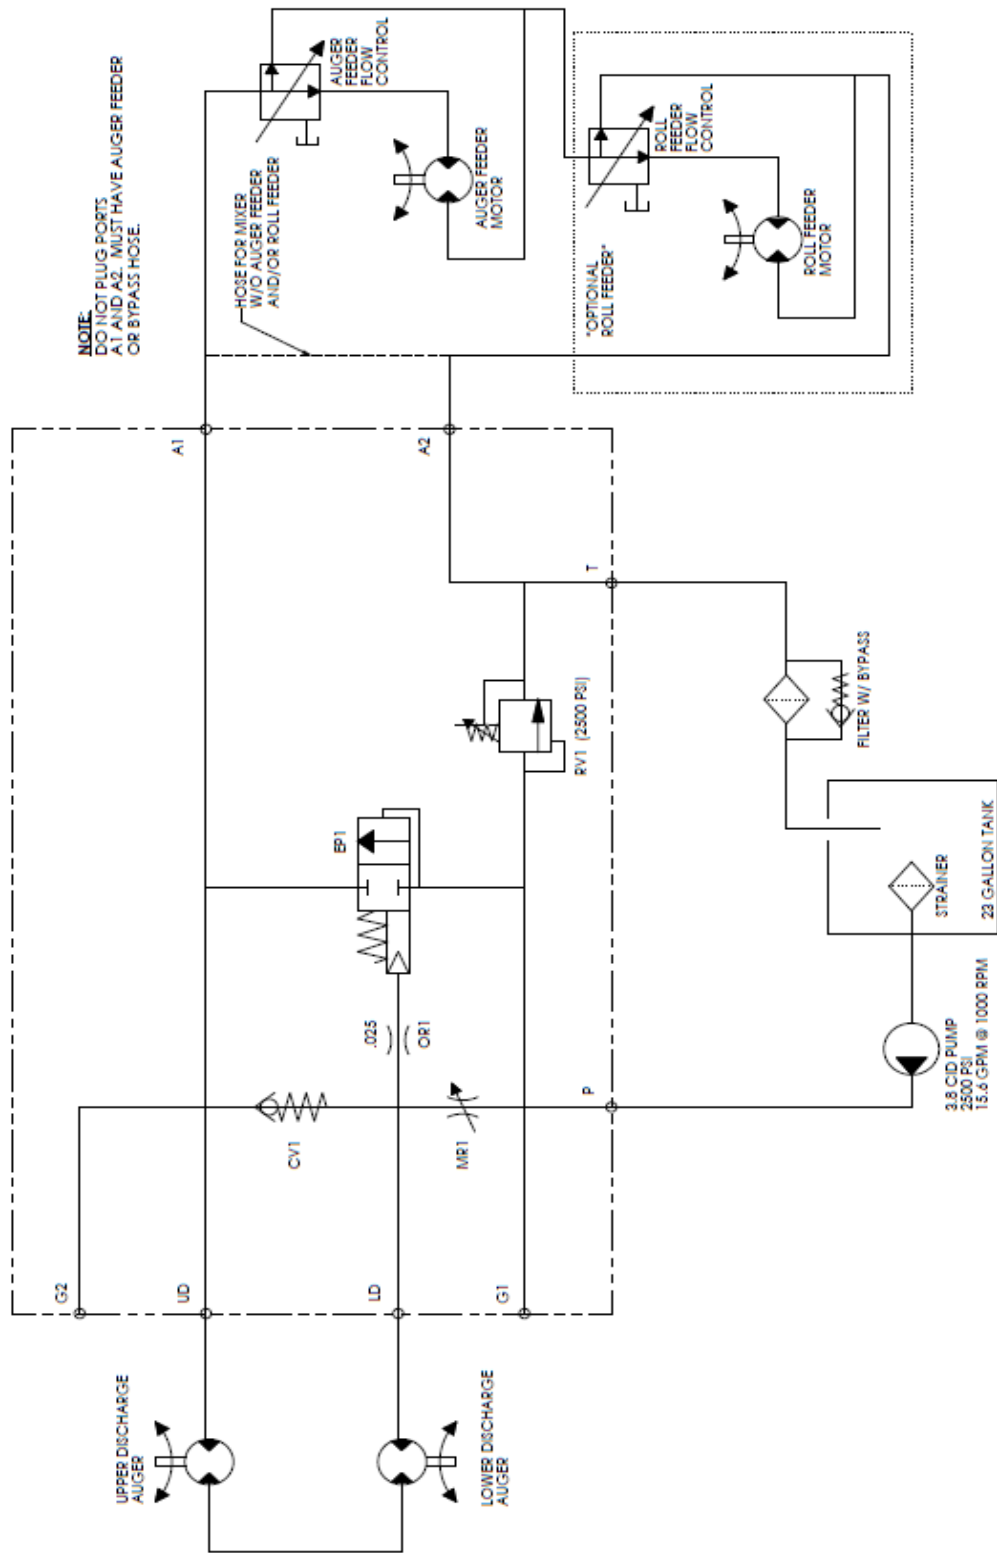 NOTE:
DO NOT PLUG PORTS
A1 AND A2. MUST HAVE AUGER FEEDER
OR BYPASS HOSE.
UPPER DISCHARGE
AUGER
LOWER DISCHARGE
AUGER
G2
UD
LD
G1
CV1
MR1
P
.025
OR1
EP1
RV1 (2500 PSI)
T
A1
A2
HOSE FOR MIXER
W/O AUGER FEEDER
AND/OR ROLL FEEDER
AUGER
FEEDER
FLOW
CONTROL
AUGER FEEDER
MOTOR
"OPTIONAL
ROLL FEEDER"
ROLL
FEEDER
FLOW
CONTROL
ROLL FEEDER
MOTOR
3.8 CID PUMP
2500 PSI
15.6 GPM @ 1000 RPM
STRAINER
23 GALLON TANK
FILTER W/ BYPASS